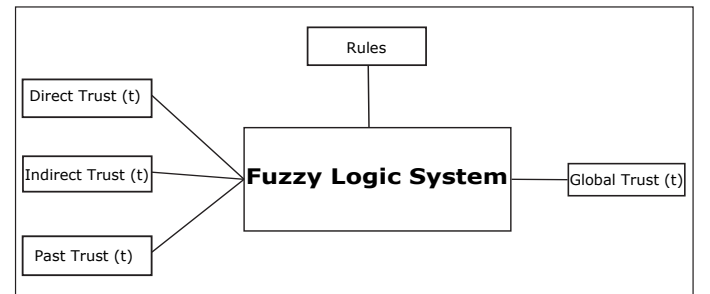 Rules
Direct Trust (t)
Indirect Trust (t)
Past Trust (t)
Fuzzy Logic System
Global Trust (t)